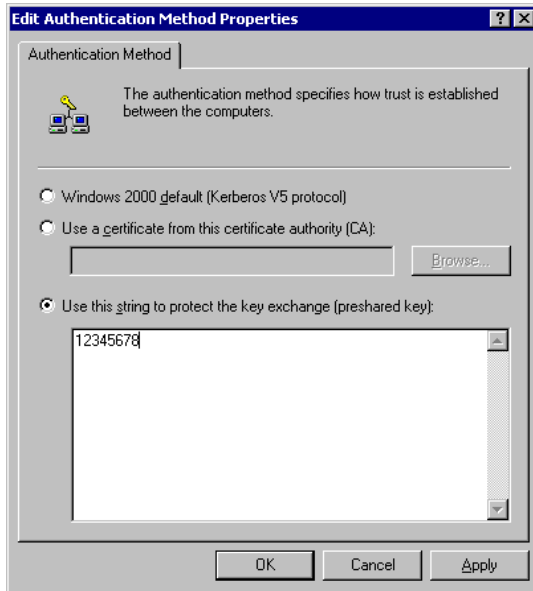 Edit Authentication Method Properties
Authentication Method
The authentication method specifies how trust is established
between the computers.
Windows 2000 default (Kerberos V5 protocol)
Use a certificate from this certificate authority (CA):
Browse...
Use this string to protect the key exchange (preshared key):
12345678
OK Cancel Apply